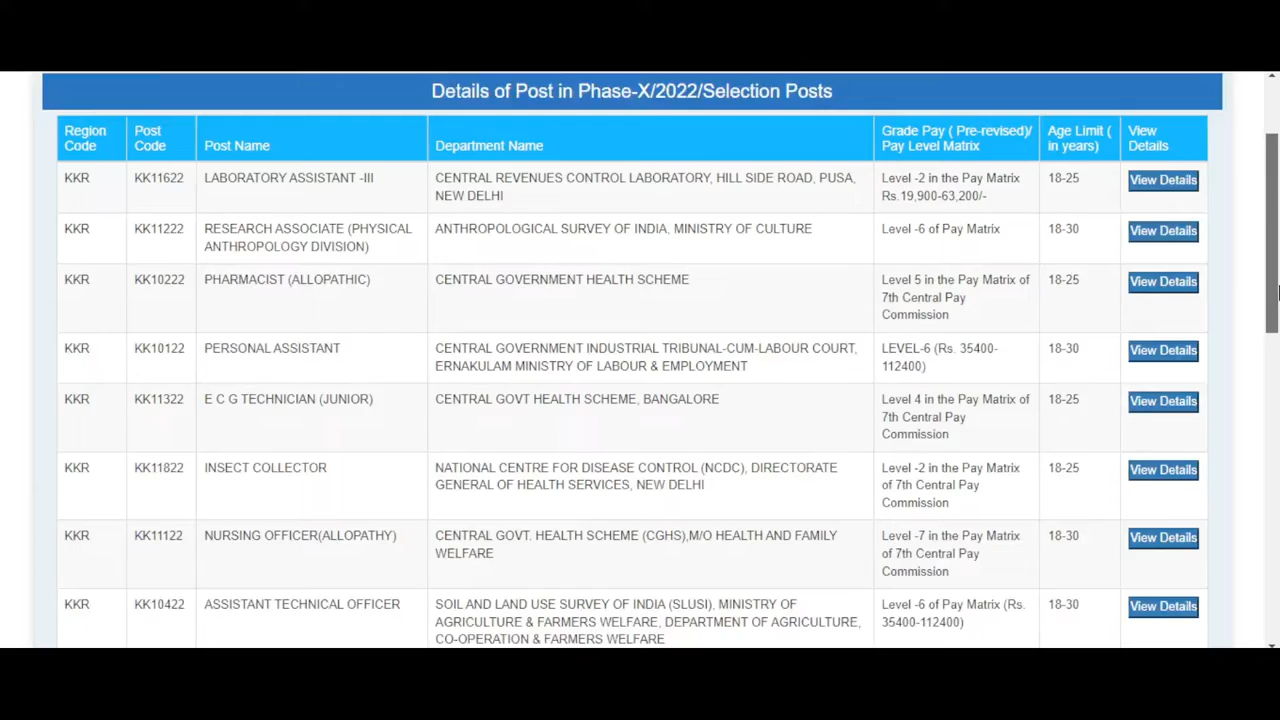 Details of Post in Phase-X/2022/Selection Posts
Region Code
Post Code
Post Name
Department Name
Grade Pay ( Pre-revised)/ Pay Level Matrix
Age Limit ( in years)
View Details
KKR
KK11622
LABORATORY ASSISTANT -III
CENTRAL REVENUES CONTROL LABORATORY, HILL SIDE ROAD, PUSA,
NEW DELHI
Level -2 in the Pay Matrix
Rs.19,900-63,200/-
18-25
View Details
KKR
KK11222
RESEARCH ASSOCIATE (PHYSICAL
ANTHROPOLOGY DIVISION)
ANTHROPOLOGICAL SURVEY OF INDIA, MINISTRY OF CULTURE
Level -6 of Pay Matrix
18-30
View Details
KKR
KK10222
PHARMACIST (ALLOPATHIC)
CENTRAL GOVERNMENT HEALTH SCHEME
Level 5 in the Pay Matrix of
7th Central Pay
Commission
18-25
View Details
KKR
KK10122
PERSONAL ASSISTANT
CENTRAL GOVERNMENT INDUSTRIAL TRIBUNAL-CUM-LABOUR COURT,
ERNAKULAM MINISTRY OF LABOUR & EMPLOYMENT
LEVEL-6 (Rs. 35400-
112400)
18-30
View Details
KKR
KK11322
E C G TECHNICIAN (JUNIOR)
CENTRAL GOVT HEALTH SCHEME, BANGALORE
Level 4 in the Pay Matrix of
7th Central Pay
Commission
18-25
View Details
KKR
KK11822
INSECT COLLECTOR
NATIONAL CENTRE FOR DISEASE CONTROL (NCDC), DIRECTORATE
GENERAL OF HEALTH SERVICES, NEW DELHI
Level -2 in the Pay Matrix
of 7th Central Pay
Commission
18-25
View Details
KKR
KK11122
NURSING OFFICER(ALLOPATHY)
CENTRAL GOVT. HEALTH SCHEME (CGHS),M/O HEALTH AND FAMILY
WELFARE
Level -7 in the Pay Matrix
of 7th Central Pay
Commission
18-30
View Details
KKR
KK10422
ASSISTANT TECHNICAL OFFICER
SOIL AND LAND USE SURVEY OF INDIA (SLUSI), MINISTRY OF
AGRICULTURE & FARMERS WELFARE, DEPARTMENT OF AGRICULTURE,
CO-OPERATION & FARMERS WELFARE
Level -6 of Pay Matrix (Rs.
35400-112400)
18-30
View Details